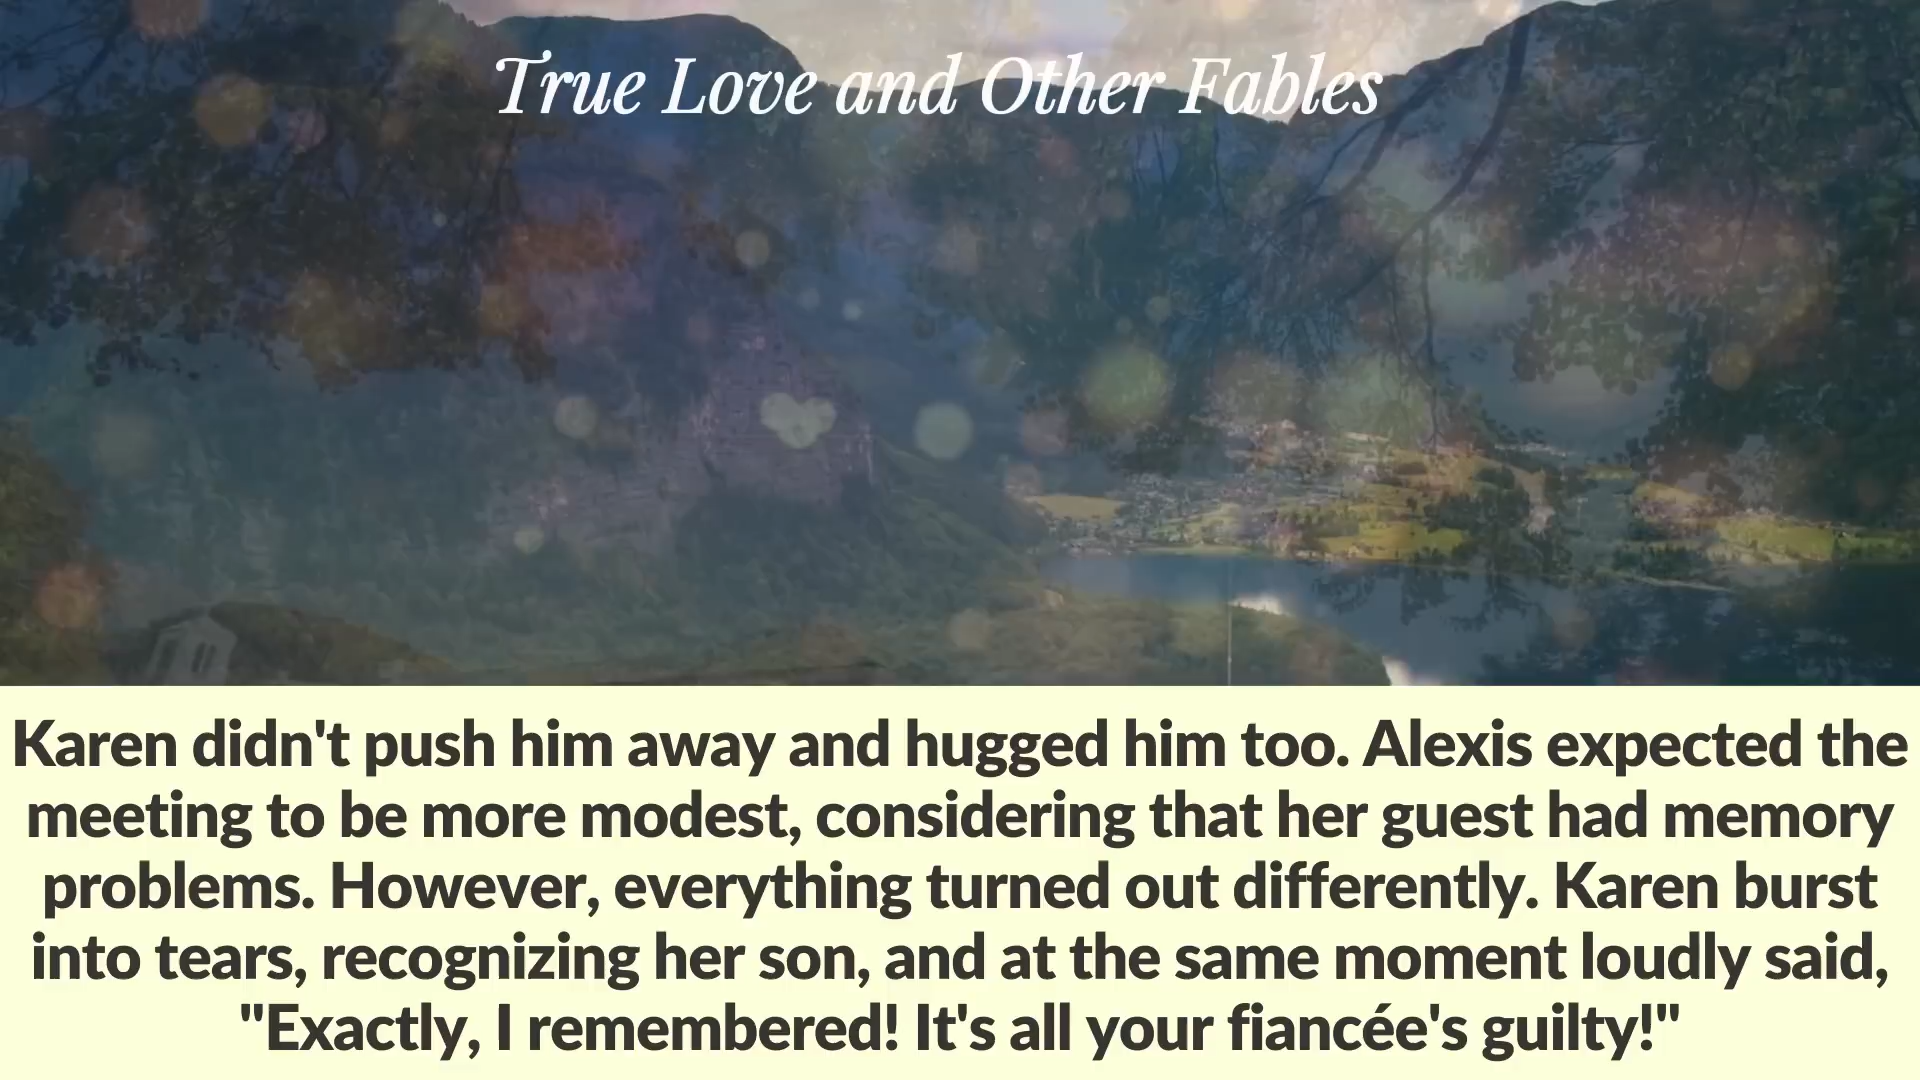 True Love and Other Fables
Karen didn't push him away and hugged him too. Alexis expected the
meeting to be more modest, considering that her guest had memory
problems. However, everything turned out differently. Karen burst
into tears, recognizing her son, and at the same moment loudly said,
"Exactly, I remembered! It's all your fiancée's guilty!"